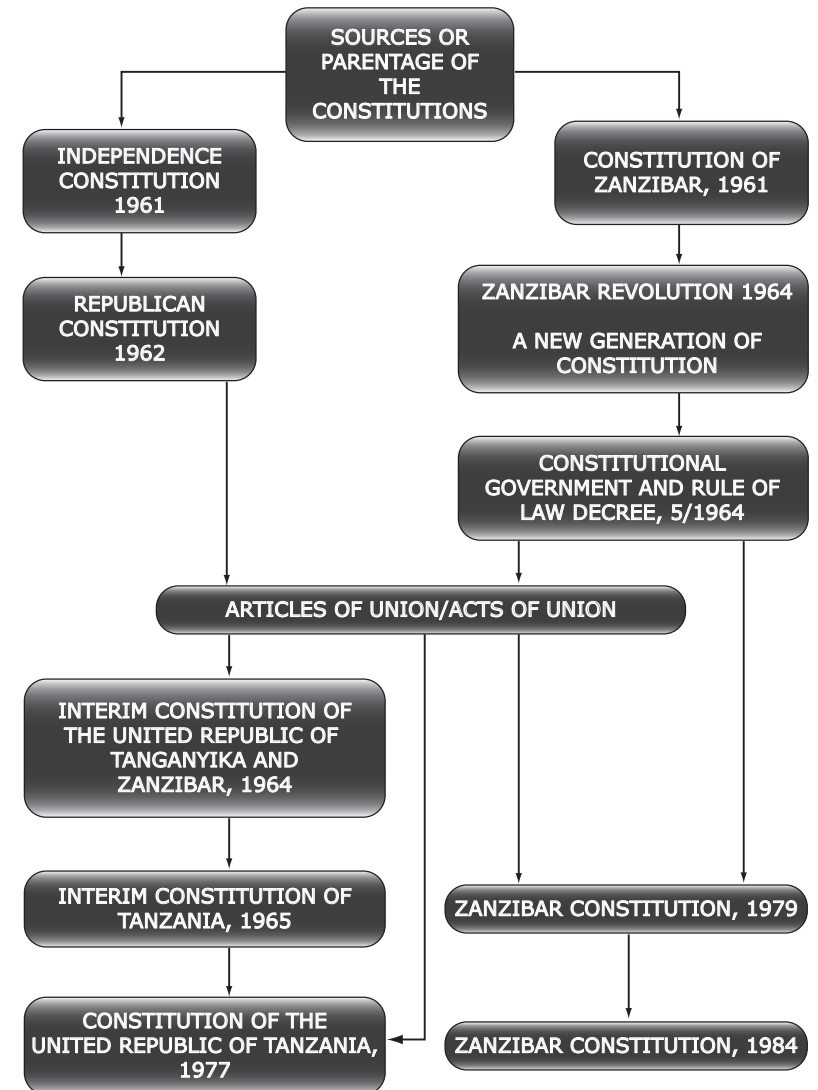 SOURCES OR
PARENTAGE OF
THE
CONSTITUTIONS
INDEPENDENCE
CONSTITUTION
1961
CONSTITUTION OF
ZANZIBAR, 1961
REPUBLICAN
CONSTITUTION
1962
ZANZIBAR REVOLUTION 1964
A NEW GENERATION OF
CONSTITUTION
CONSTITUTIONAL
GOVERNMENT AND RULE OF
LAW DECREE, 5/1964
ARTICLES OF UNION/ACTS OF UNION
INTERIM CONSTITUTION OF
THE UNITED REPUBLIC OF
TANGANYIKA AND
ZANZIBAR, 1964
INTERIM CONSTITUTION OF
TANZANIA, 1965
ZANZIBAR CONSTITUTION, 1979
CONSTITUTION OF THE
UNITED REPUBLIC OF TANZANIA,
1977
ZANZIBAR CONSTITUTION, 1984